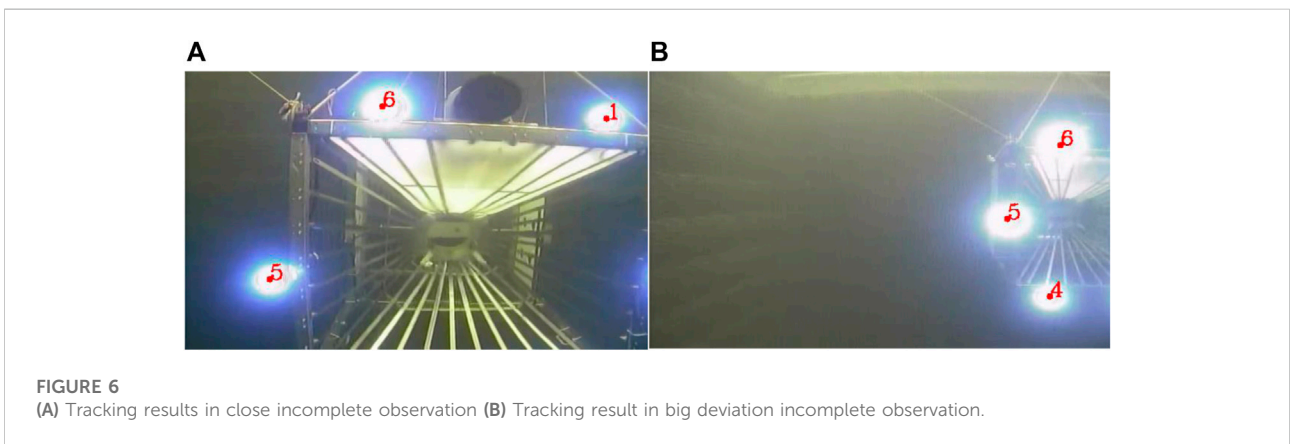 A B
6 1
6
5
5
4
FIGURE 6
(A) Tracking results in close incomplete observation (B) Tracking result in big deviation incomplete observation.